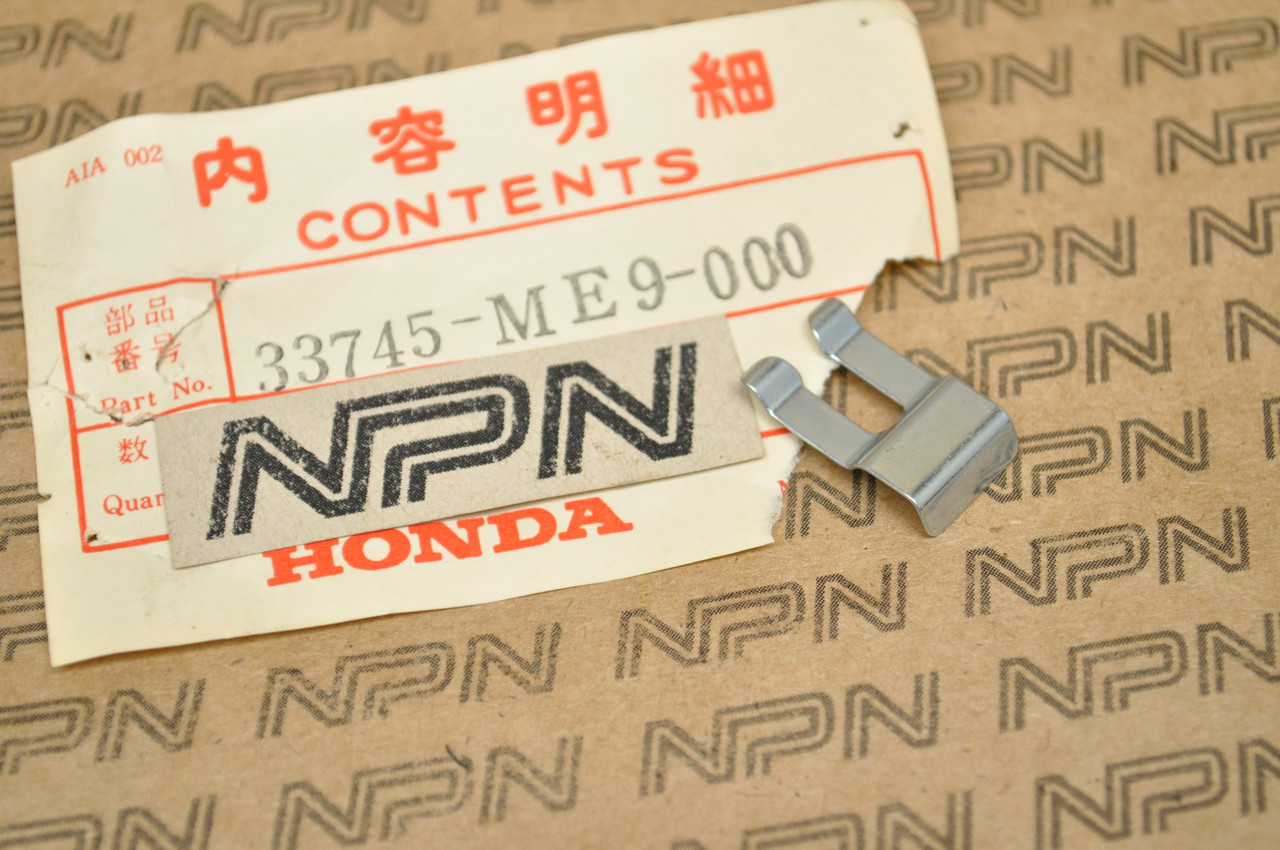 AIA 002
内容明細
CONTENTS
部品
番号
Part No.
33745-ME9-000
数
Quan
NPN
HONDA